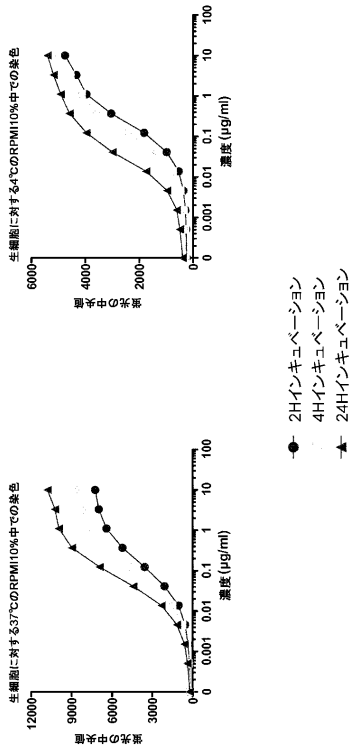 生細胞に対する37℃のRPMI10%中での染色
蛍光の中央値
12000
9000
6000
3000
0
0
0.001
0.01
0.1
1
10
100
濃度(μg/ml)
生細胞に対する4℃のRPMI10%中での染色
蛍光の中央値
6000
4000
2000
0
0
0.001
0.01
0.1
1
10
100
濃度(μg/ml)
2Hインキュベーション
4Hインキュベーション
24Hインキュベーション